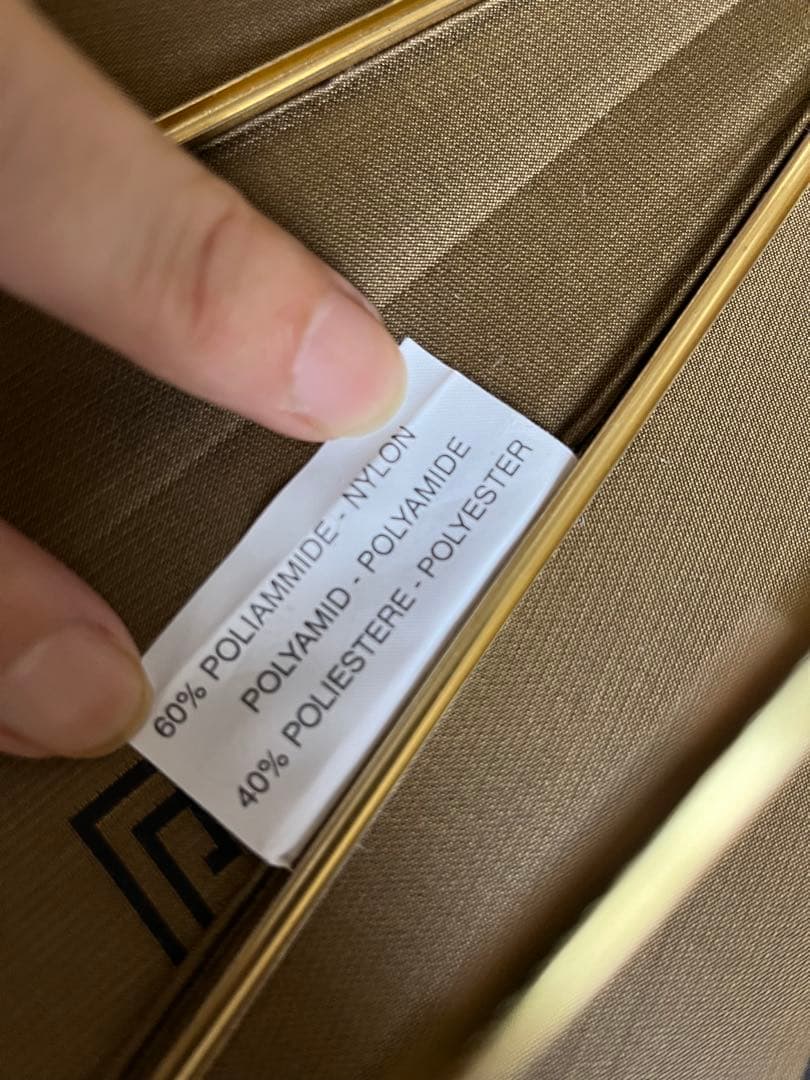 60% POLIAMMIDE - NYLON
POLYAMID - POLYAMIDE
40% POLIESTERE - POLYESTER